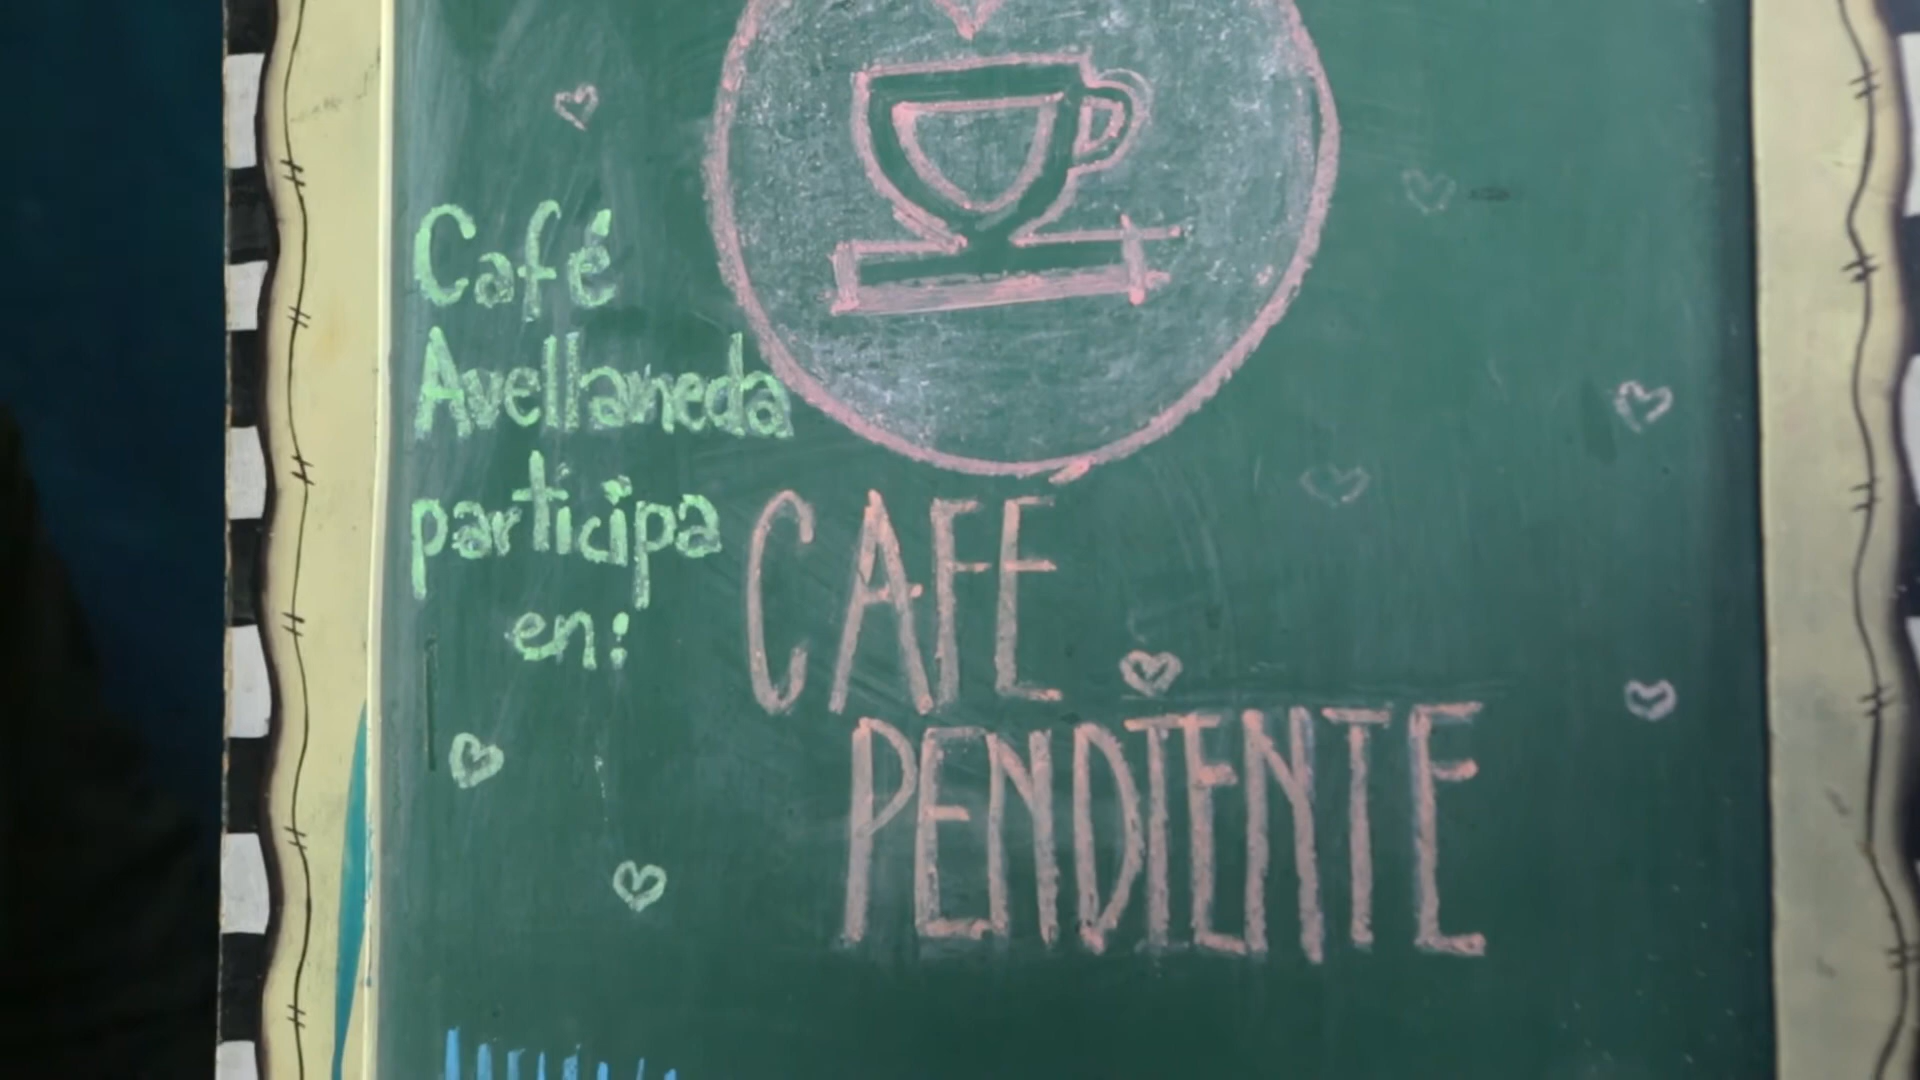 Café
Avellaneda
participa
en:
CAFE
PENDIENTE